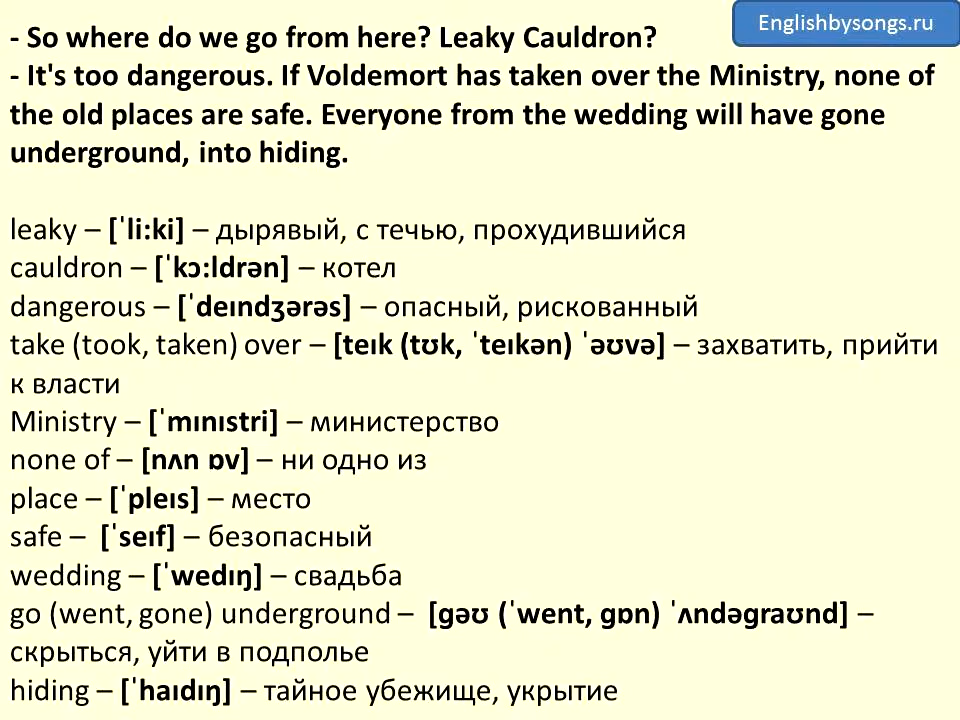 Englishbysongs.ru
- So where do we go from here? Leaky Cauldron?
- It's too dangerous. If Voldemort has taken over the Ministry, none of
the old places are safe. Everyone from the wedding will have gone
underground, into hiding.
leaky – [ˈli:ki] – дырявый, с течью, прохудившийся
cauldron – [ˈkɔ:ldrən] – котел
dangerous – [ˈdeɪndʒərəs] – опасный, рискованный
take (took, taken) over – [teɪk (tʊk, ˈteɪkən) ˈəʊvə] – захватить, прийти
к власти
Ministry – [ˈmɪnɪstri] – министерство
none of – [nʌn ɒv] – ни одно из
place – [ˈpleɪs] – место
safe –  [ˈseɪf] – безопасный
wedding – [ˈwedɪŋ] – свадьба
go (went, gone) underground –  [gəʊ (ˈwent, gɒn) ˈʌndəgraʊnd] –
скрыться, уйти в подполье
hiding – [ˈhaɪdɪŋ] – тайное убежище, укрытие